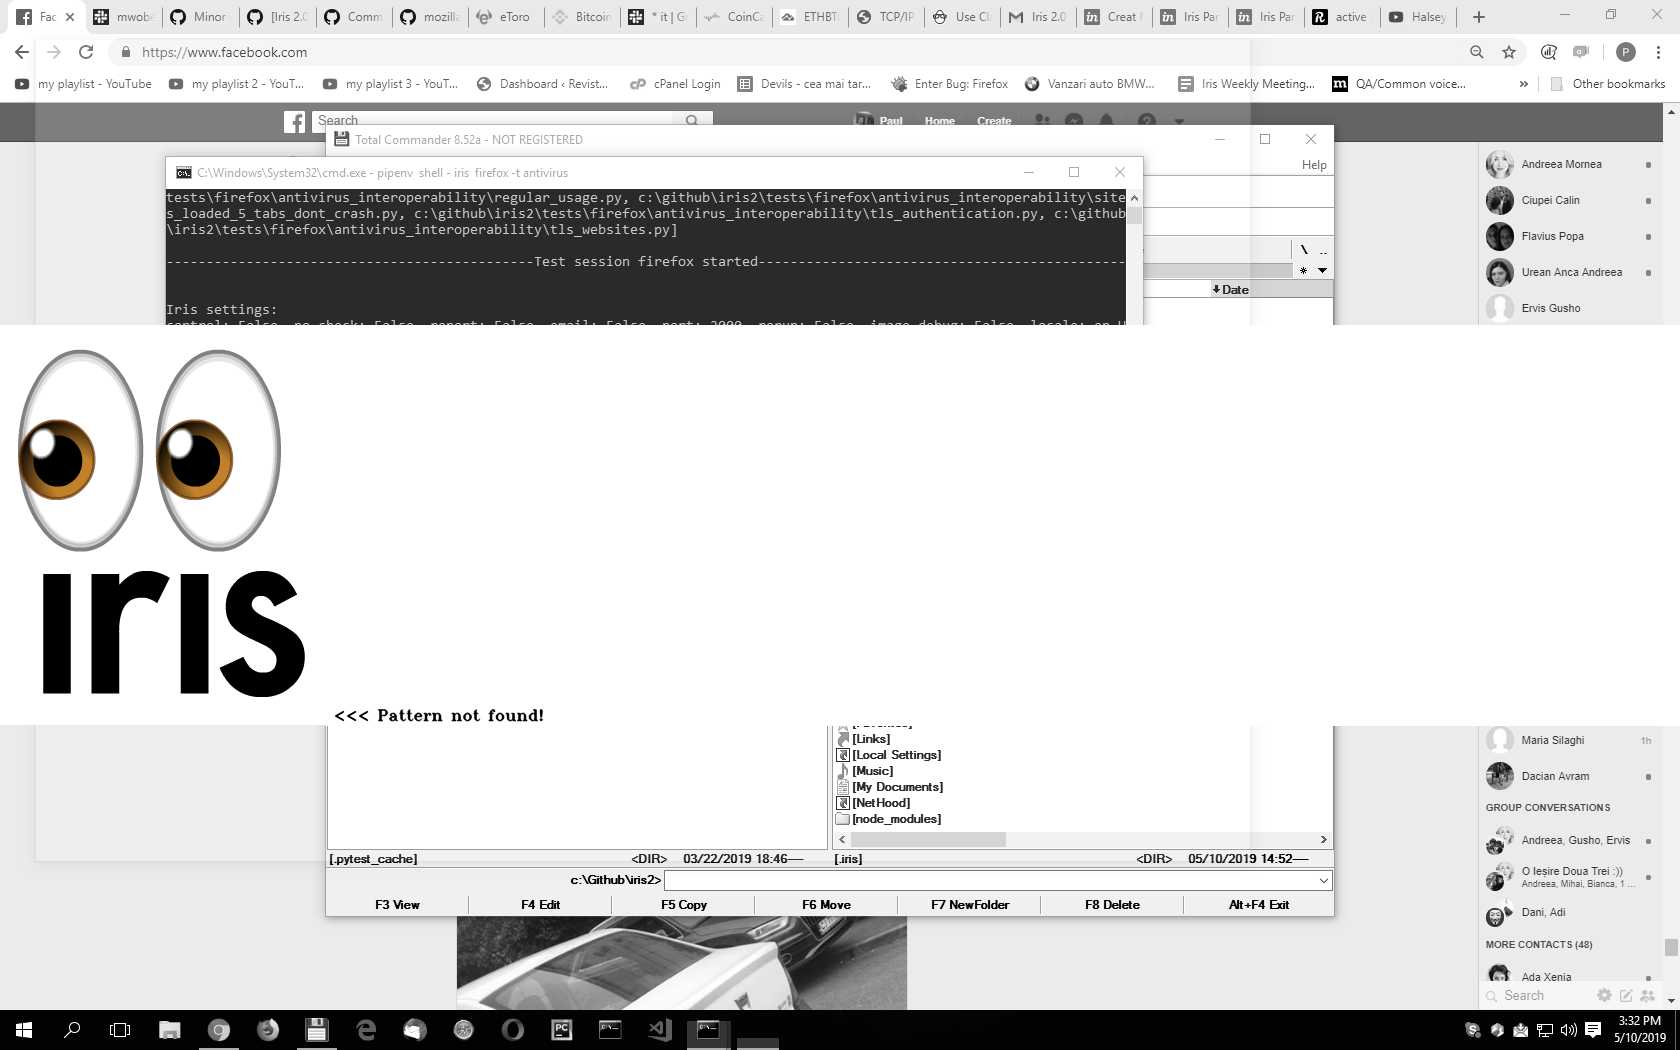 Fac
mwobe
Minor
[Iris 2.0
Comm
mozilla
eToro
Bitcoin
* it | G
CoinCa
ETHBT
TCP/IP
Use Cl
Iris 2.0
Creat
Iris Par
Iris Par
active
Halsey
https://www.facebook.com
P
my playlist - YouTube
my playlist 2 - YouT...
my playlist 3 - YouT...
Dashboard ‹ Revist...
cPanel Login
Devils - cea mai tar...
Enter Bug: Firefox
Vanzari auto BMW...
Iris Weekly Meeting...
QA/Common voice...
»
Other bookmarks
Search
Paul
Home
Create
Total Commander 8.52a - NOT REGISTERED
Help
C:\Windows\System32\cmd.exe - pipenv shell - iris firefox -t antivirus
tests\firefox\antivirus_interoperability\regular_usage.py, c:\github\iris2\tests\firefox\antivirus_interoperability\site
s_loaded_5_tabs_dont_crash.py, c:\github\iris2\tests\firefox\antivirus_interoperability\tls_authentication.py, c:\github
\iris2\tests\firefox\antivirus_interoperability\tls_websites.py]
----------------------------------------------Test session firefox started----------------------------------------------
Iris settings:
\ ..
* 
Date
Andreea Mornea
Ciupei Calin
Flavius Popa
Urean Anca Andreea
Ervis Gusho
iris
<<< Pattern not found!
[Links]
[Local Settings]
[Music]
[My Documents]
[NetHood]
[node_modules]
[.pytest_cache] <DIR> 03/22/2019 18:46----
[.iris] <DIR> 05/10/2019 14:52----
c:\Github\iris2>
F3 View
F4 Edit
F5 Copy
F6 Move
F7 NewFolder
F8 Delete
Alt+F4 Exit
Maria Silaghi 1h
Dacian Avram
GROUP CONVERSATIONS
Andreea, Gusho, Ervis
O Ieșire Doua Trei :))
Andreea, Mihai, Bianca, 1 ...
Dani, Adi
MORE CONTACTS (48)
Ada Xenia
Search
PC
3:32 PM
5/10/2019